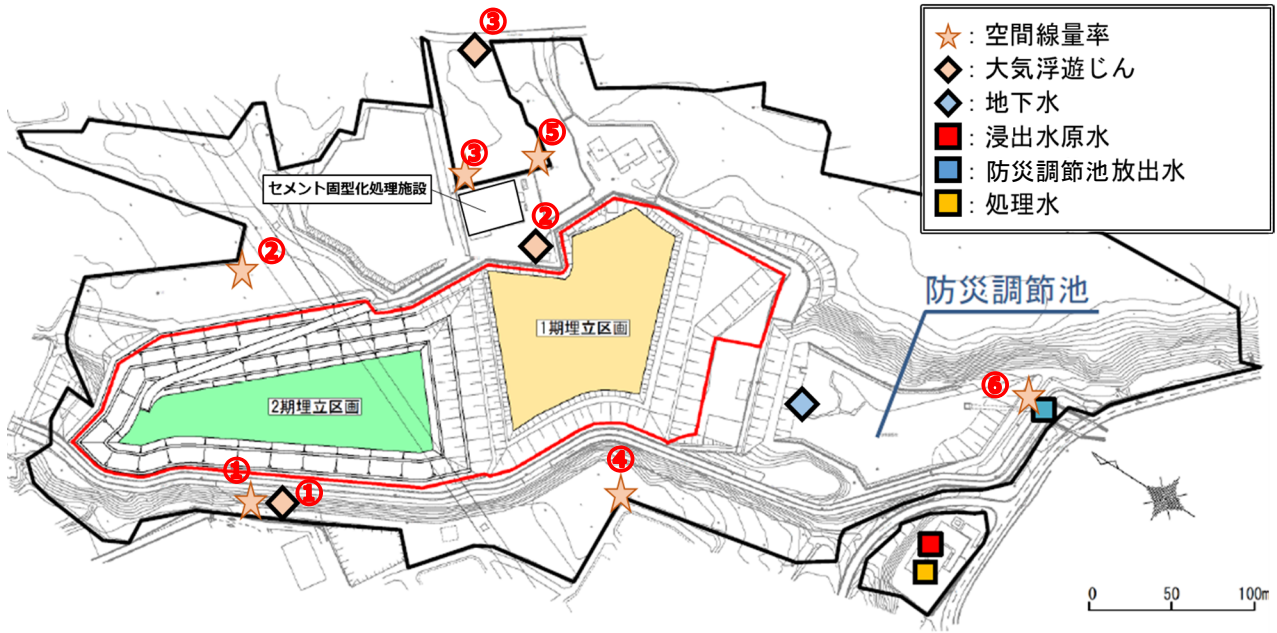 ③
：空間線量率
：大気浮遊じん
：地下水
：浸出水原水
：防災調節池放出水
：処理水
⑤
③
セメント固型化処理施設
②
②
防災調節池
1期埋立区画
2期埋立区画
⑥
①
①
④
0 50 100m